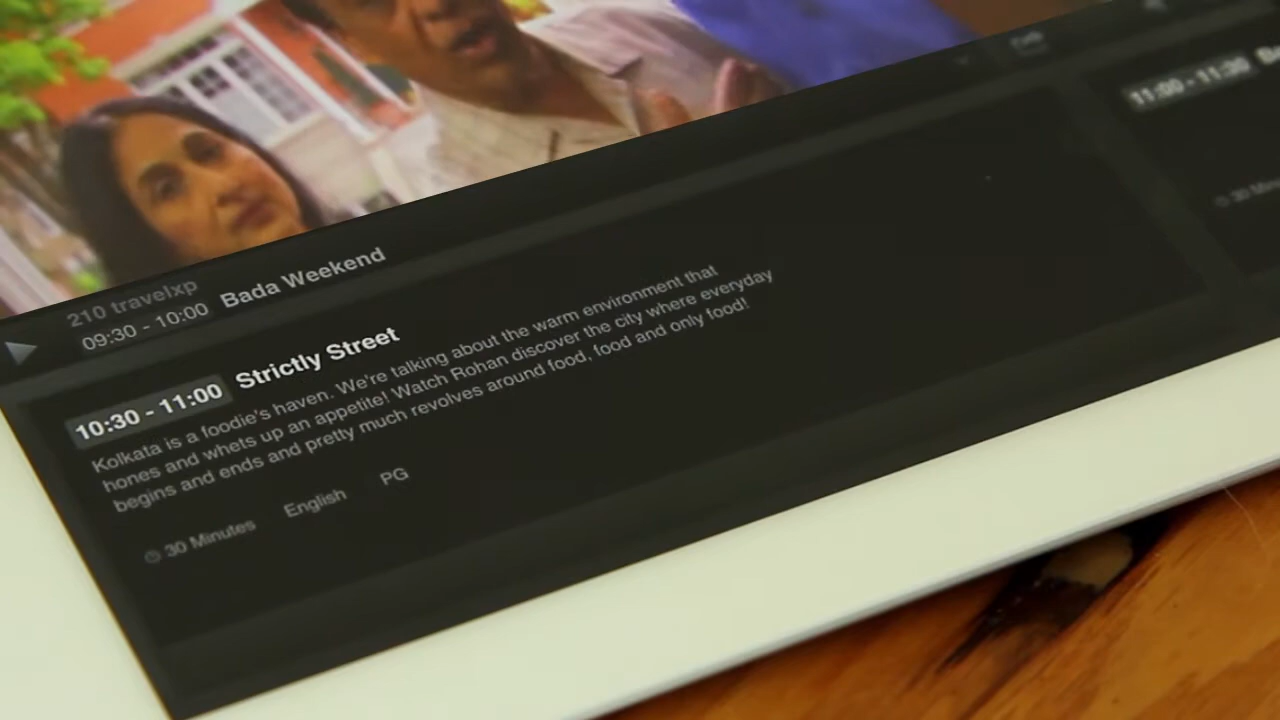 210 travelxp
09:30 - 10:00 Bada Weekend
10:30 - 11:00 Strictly Street
Kolkata is a foodie's haven. We're talking about the warm environment that
hones and whets up an appetite! Watch Rohan discover the city where everyday
begins and ends and pretty much revolves around food, food and only food!
30 Minutes English PG
11:00 - 11:30